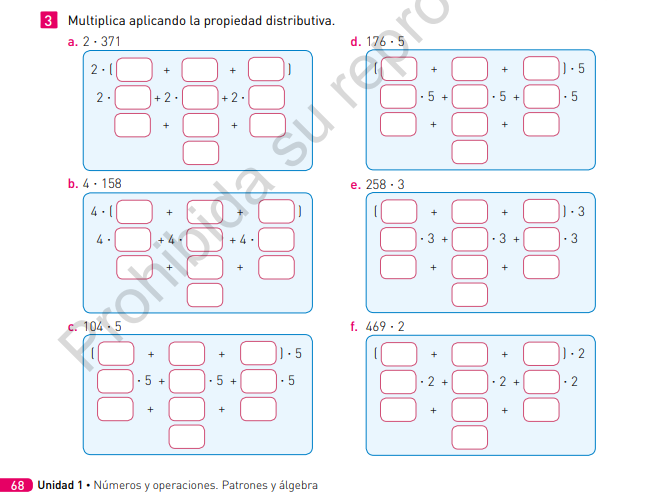 3 Multiplica aplicando la propiedad distributiva.
a. 2 · 371
2 · ( + + )
2 · + 2 · + 2 ·
+ +
b. 4 · 158
4 · ( + + )
4 · + 4 · + 4 ·
+ +
c. 104 · 5
( + + ) · 5
· 5 + · 5 + · 5
+ +
d. 176 · 5
( + + ) · 5
· 5 + · 5 + · 5
+ +
e. 258 · 3
( + + ) · 3
· 3 + · 3 + · 3
+ +
f. 469 · 2
( + + ) · 2
· 2 + · 2 + · 2
+ +
Prohibida su repro
68 Unidad 1 • Números y operaciones. Patrones y álgebra